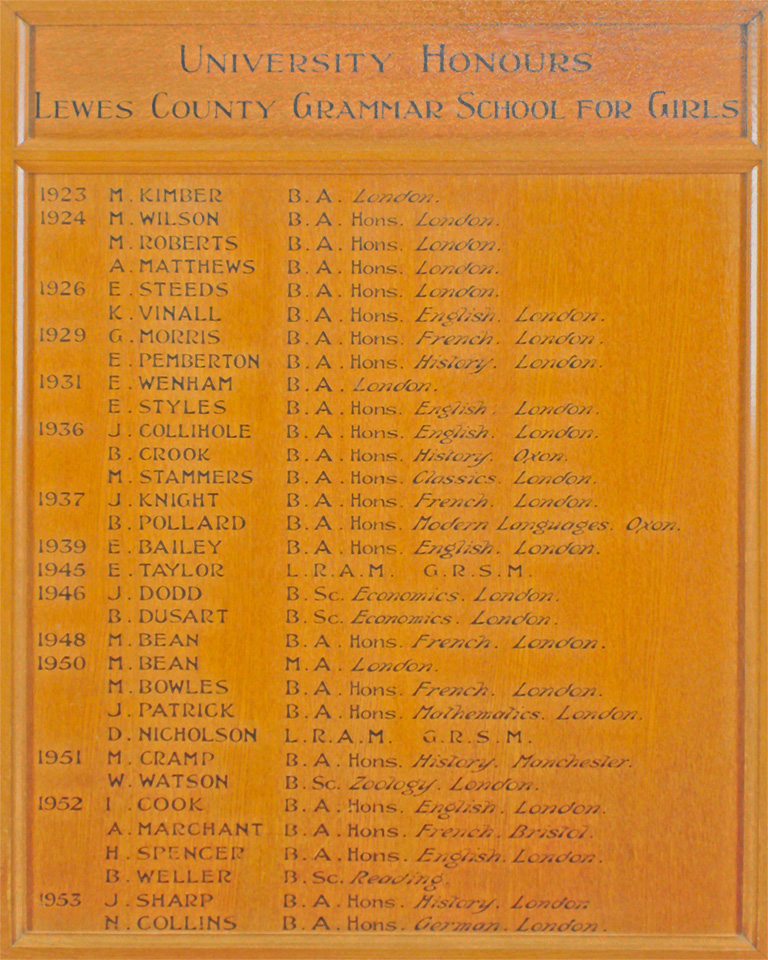 University Honours
Lewes County Grammar School for Girls
1923 M. KIMBER B.A. London.
1924 M. WILSON B.A. Hons. London.
M. ROBERTS B.A. Hons. London.
A. MATTHEWS B.A. Hons. London.
1926 E. STEEDS B.A. Hons. London.
K. VINALL B.A. Hons. English. London.
1929 G. MORRIS B.A. Hons. French. London.
E. PEMBERTON B.A. Hons. History. London.
1931 E. WENHAM B.A. London.
E. STYLES B.A. Hons. English. London.
1936 J. COLLIHOLE B.A. Hons. English. London.
B. CROOK B.A. Hons. History. Oxon.
M. STAMMERS B.A. Hons. Classics. London.
1937 J. KNIGHT B.A. Hons. French. London.
B. POLLARD B.A. Hons. Modern Languages. Oxon.
1939 E. BAILEY B.A. Hons. English. London.
1945 E. TAYLOR L.R.A.M. G.R.S.M.
1946 J. DODD B.Sc. Economics. London.
B. DUSART B.Sc. Economics. London.
1948 M. BEAN B.A. Hons. French. London.
1950 M. BEAN M.A. London.
M. BOWLES B.A. Hons. French. London.
J. PATRICK B.A. Hons. Mathematics. London.
D. NICHOLSON L.R.A.M. G.R.S.M.
1951 M. CRAMP B.A. Hons. History. Manchester.
W. WATSON B.Sc. Zoology. London.
1952 I. COOK B.A. Hons. English. London.
A. MARCHANT B.A. Hons. French. Bristol.
H. SPENCER B.A. Hons. English. London.
B. WELLER B.Sc. Reading.
1953 J. SHARP B.A. Hons. History. London
N. COLLINS B.A. Hons. German. London.